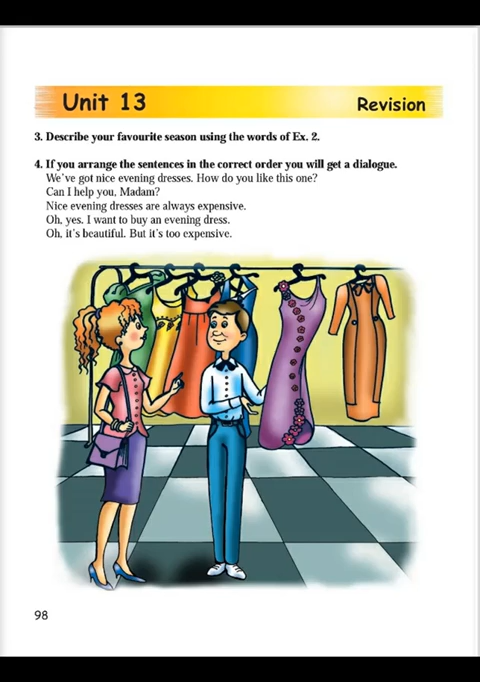 Unit 13
Revision
3. Describe your favourite season using the words of Ex. 2.
4. If you arrange the sentences in the correct order you will get a dialogue.
We've got nice evening dresses. How do you like this one?
Can I help you, Madam?
Nice evening dresses are always expensive.
Oh, yes. I want to buy an evening dress.
Oh, it's beautiful. But it's too expensive.
98